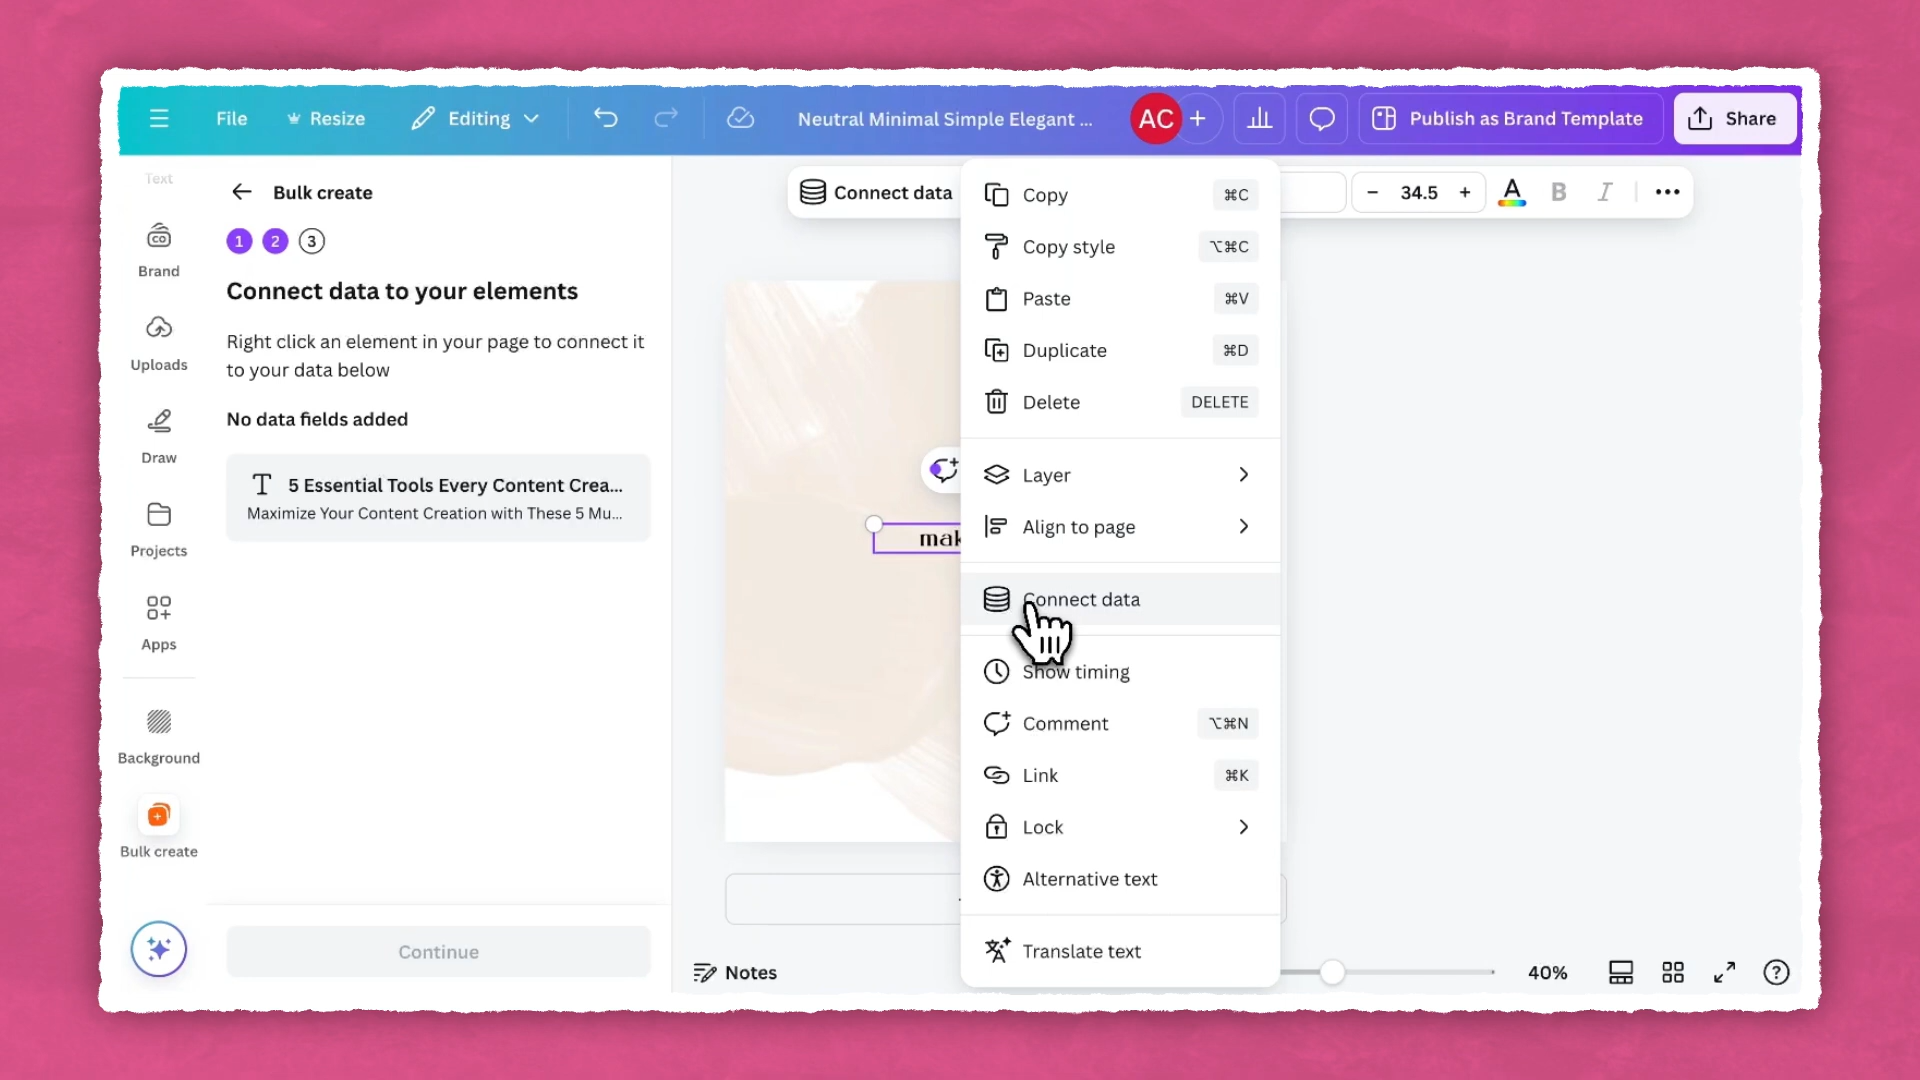 File
Resize
Editing
Neutral Minimal Simple Elegant ...
AC
+
Publish as Brand Template
Share
Text
Brand
Uploads
Draw
Projects
Apps
Background
Bulk create
Bulk create
1 2 3
Connect data to your elements
Right click an element in your page to connect it
to your data below
No data fields added
5 Essential Tools Every Content Crea...
Maximize Your Content Creation with These 5 Mu...
Continue
Connect data
– 34.5 +
A B I
mak
Copy ⌘C
Copy style ⌥⌘C
Paste ⌘V
Duplicate ⌘D
Delete DELETE
Layer
Align to page
Connect data
Show timing
Comment ⌥⌘N
Link ⌘K
Lock
Alternative text
Translate text
Notes
40%